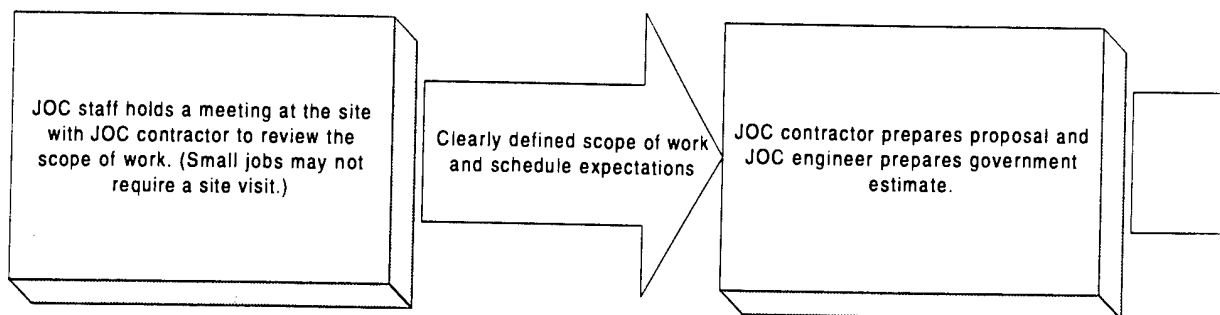 JOC staff holds a meeting at the site
with JOC contractor to review the
scope of work. (Small jobs may not
require a site visit.)
Clearly defined scope of work
and schedule expectations
JOC contractor prepares proposal and
JOC engineer prepares government
estimate.